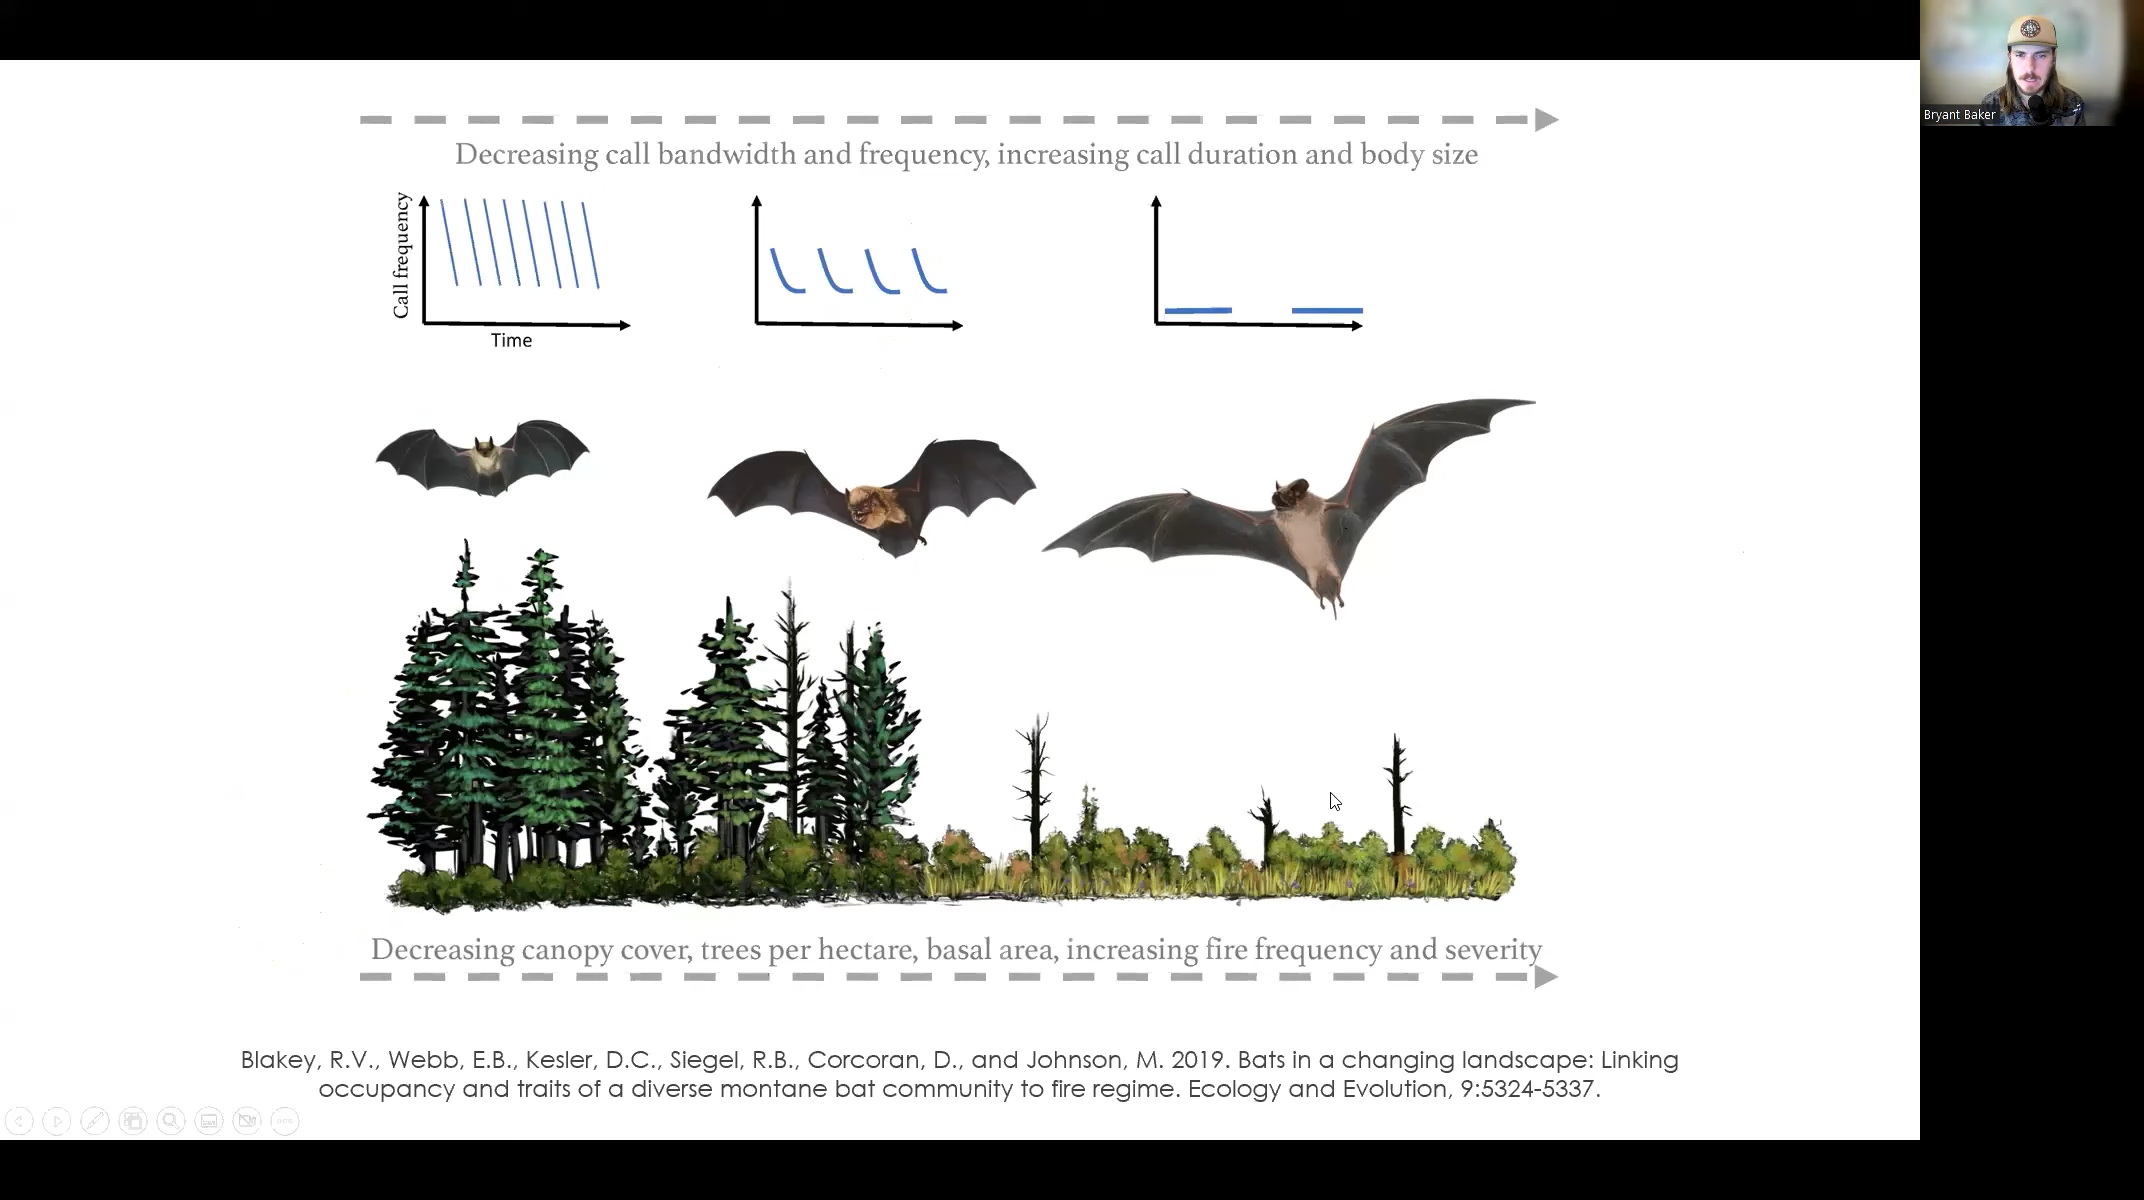 Bryant Baker
Decreasing call bandwidth and frequency, increasing call duration and body size
Call frequency
Time
Decreasing canopy cover, trees per hectare, basal area, increasing fire frequency and severity
Blakey, R.V., Webb, E.B., Kesler, D.C., Siegel, R.B., Corcoran, D., and Johnson, M. 2019. Bats in a changing landscape: Linking
occupancy and traits of a diverse montane bat community to fire regime. Ecology and Evolution, 9:5324-5337.